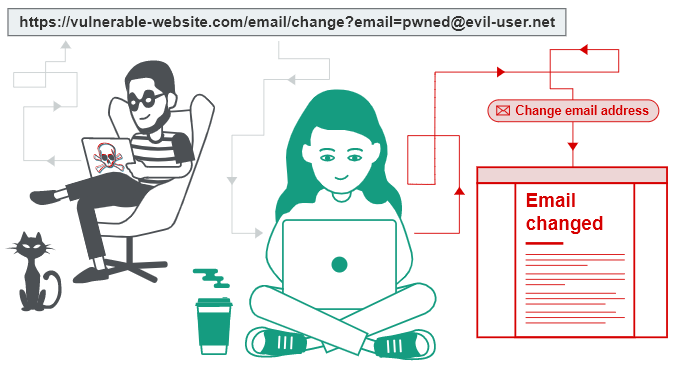 https://vulnerable-website.com/email/change?email=pwned@evil-user.net
Change email address
Email
changed